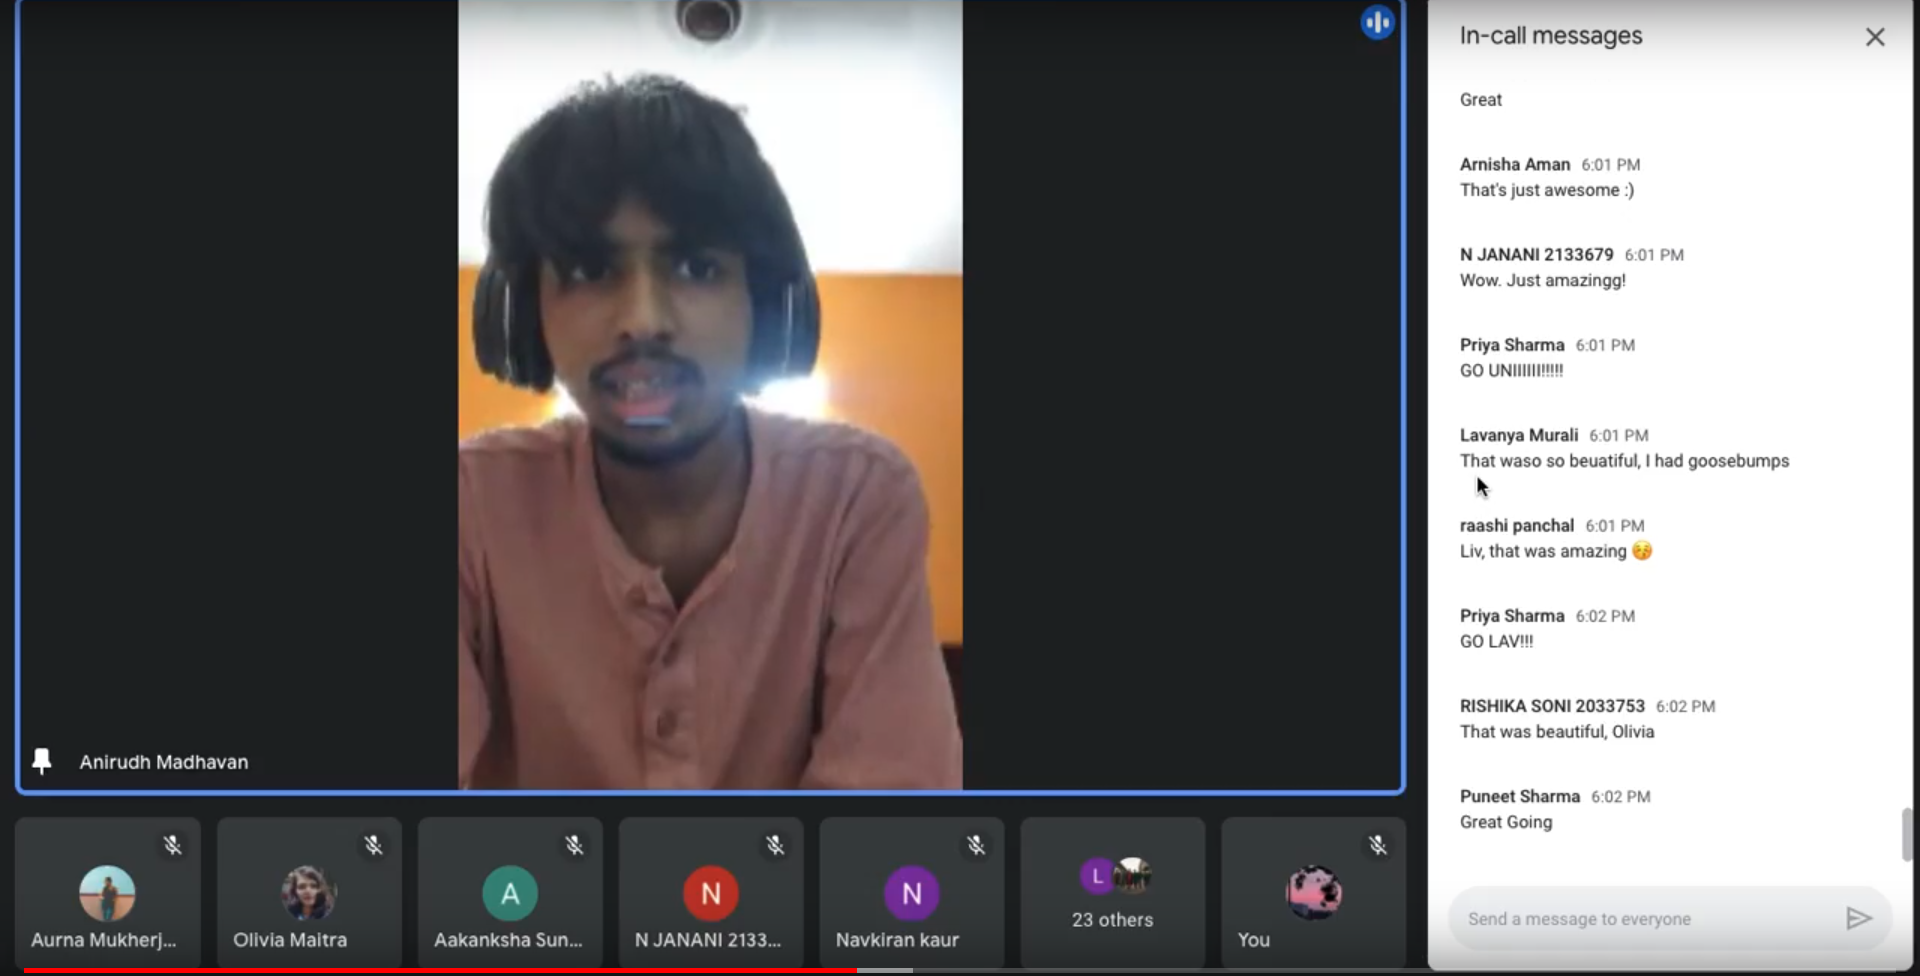 In-call messages
Great
Arnisha Aman 6:01 PM
That's just awesome :)
N JANANI 2133679 6:01 PM
Wow. Just amazingg!
Priya Sharma 6:01 PM
GO UNIIIIII!!!!!
Lavanya Murali 6:01 PM
That waso so beuatiful, I had goosebumps
raashi panchal 6:01 PM
Liv, that was amazing 😚
Priya Sharma 6:02 PM
GO LAV!!!
RISHIKA SONI 2033753 6:02 PM
That was beautiful, Olivia
Puneet Sharma 6:02 PM
Great Going
Send a message to everyone
Anirudh Madhavan
A
N
N
L
Aurna Mukherj...
Olivia Maitra
Aakanksha Sun...
N JANANI 2133...
Navkiran kaur
23 others
You